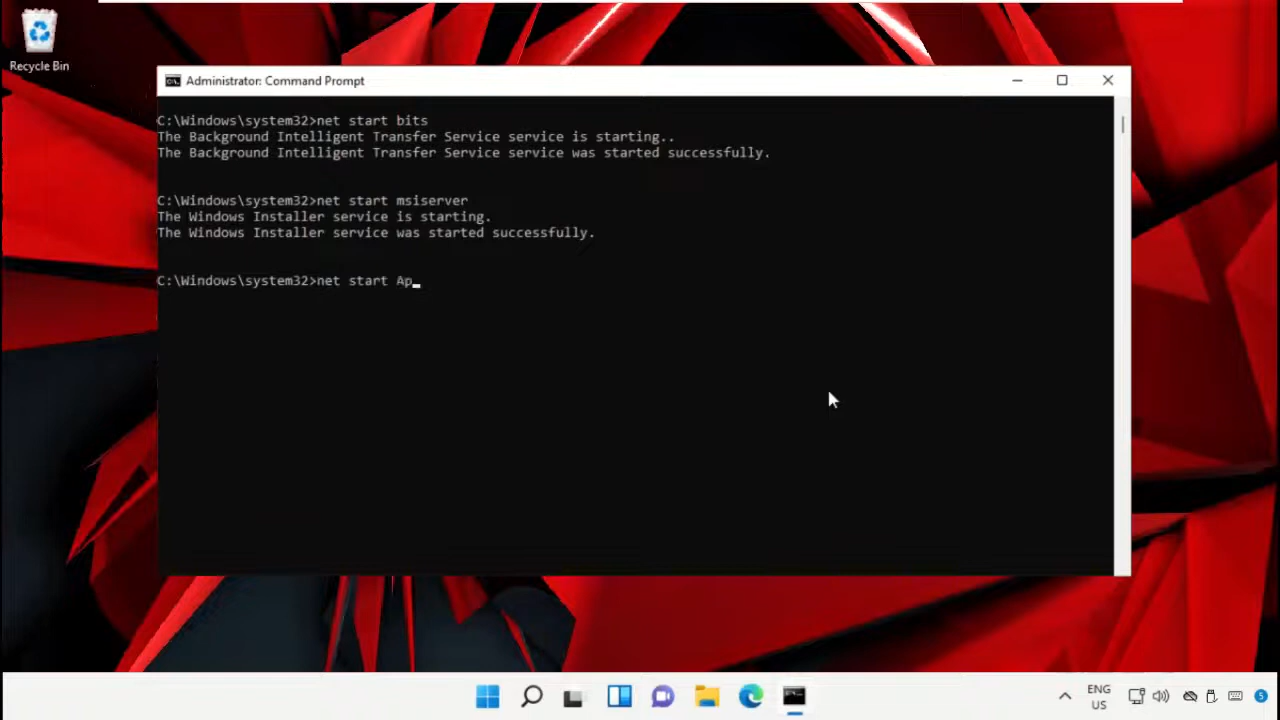 Recycle Bin
Administrator: Command Prompt
C:\Windows\system32>net start bits
The Background Intelligent Transfer Service service is starting..
The Background Intelligent Transfer Service service was started successfully.
C:\Windows\system32>net start msiserver
The Windows Installer service is starting.
The Windows Installer service was started successfully.
C:\Windows\system32>net start Ap
ENG
US
5